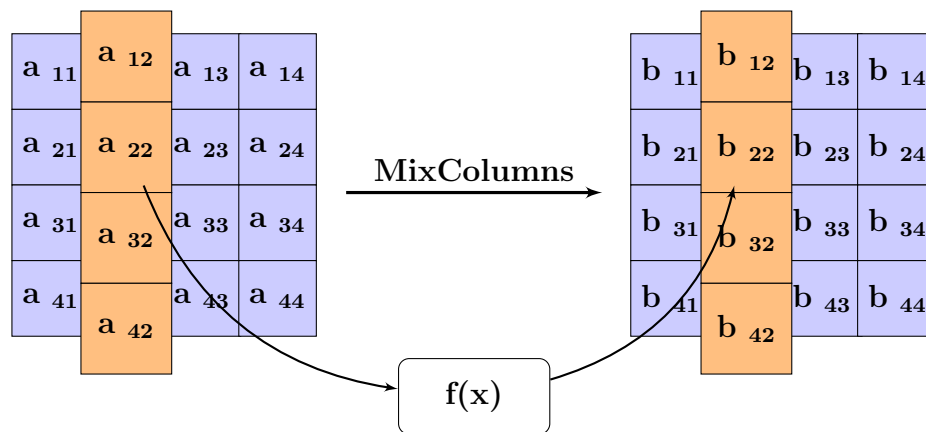 a 11 a 12 a 13 a 14 b 11 b 12 b 13 b 14
a 21 a 22 a 23 a 24 b 21 b 22 b 23 b 24
MixColumns
a 31 a 32 a 33 a 34 b 31 b 32 b 33 b 34
a 41 a 42 a 43 a 44 b 41 b 42 b 43 b 44
f(x)